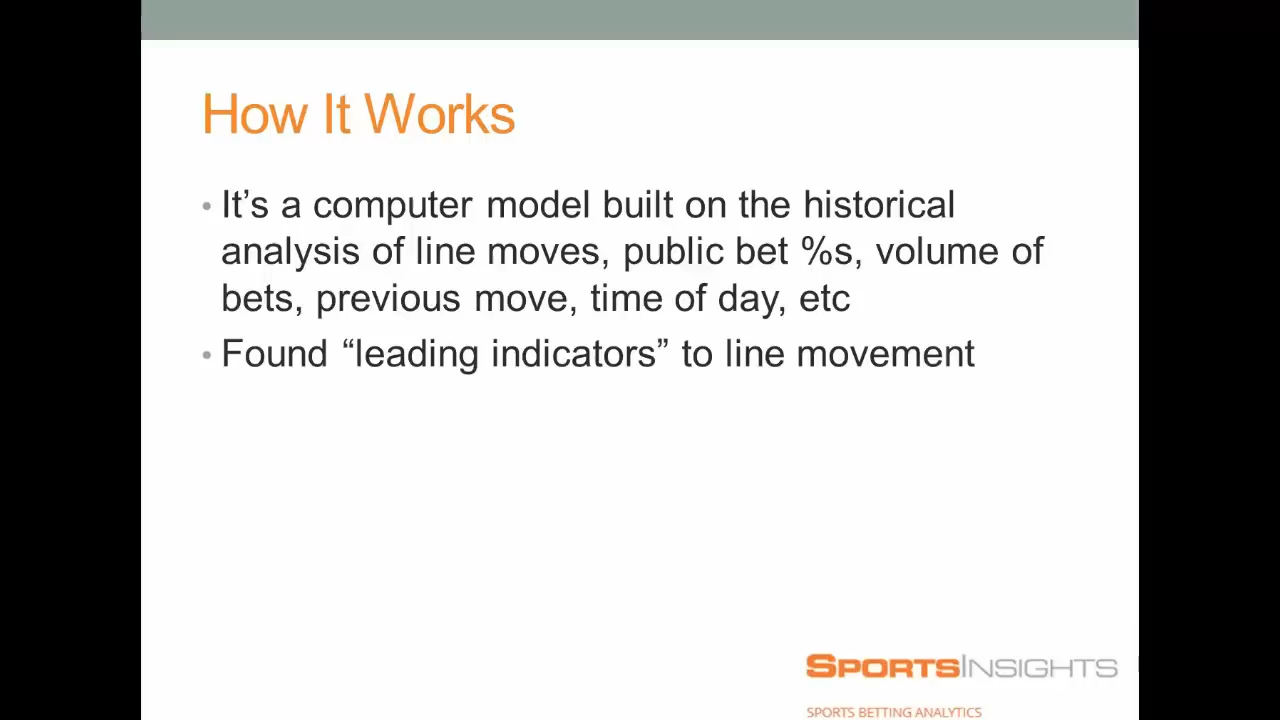 How It Works
• It’s a computer model built on the historical
analysis of line moves, public bet %s, volume of
bets, previous move, time of day, etc
• Found “leading indicators” to line movement
SPORTSINSIGHTS
SPORTS BETTING ANALYTICS